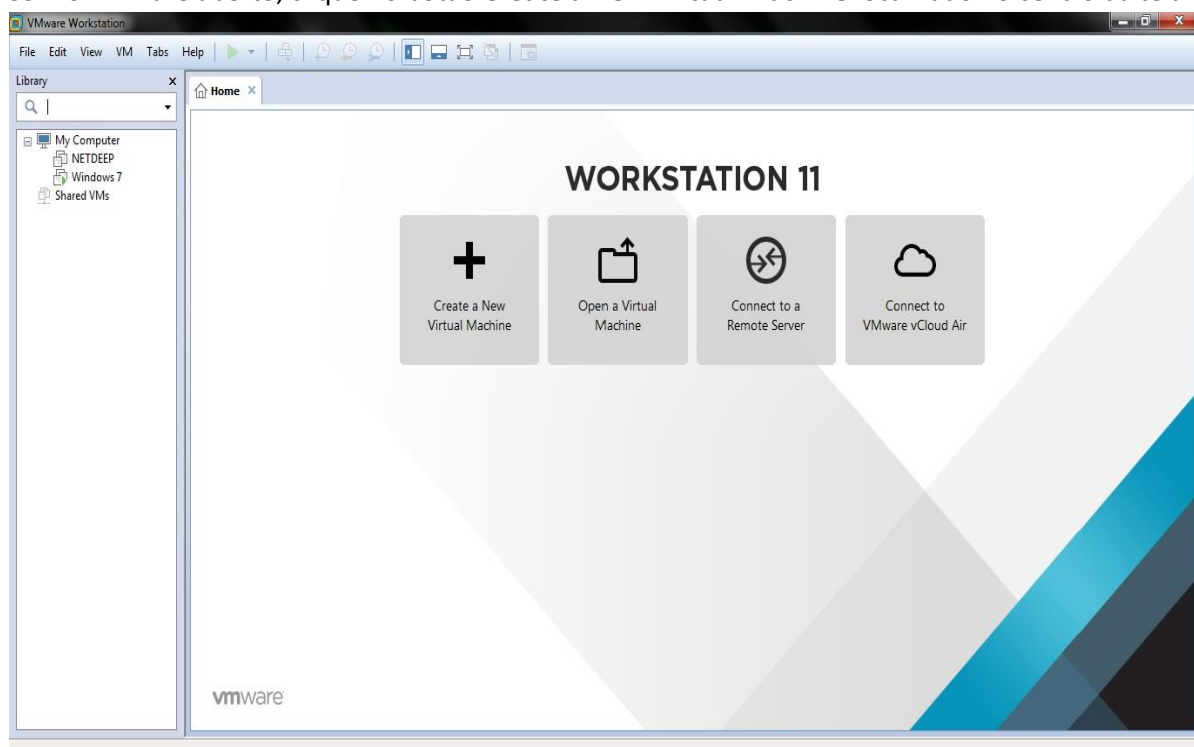 VMware Workstation
File Edit View VM Tabs Help
Library x
Home x
My Computer
NETDEEP
Windows 7
Shared VMs
WORKSTATION 11
Create a New
Virtual Machine
Open a Virtual
Machine
Connect to a
Remote Server
Connect to
VMware vCloud Air
vmware